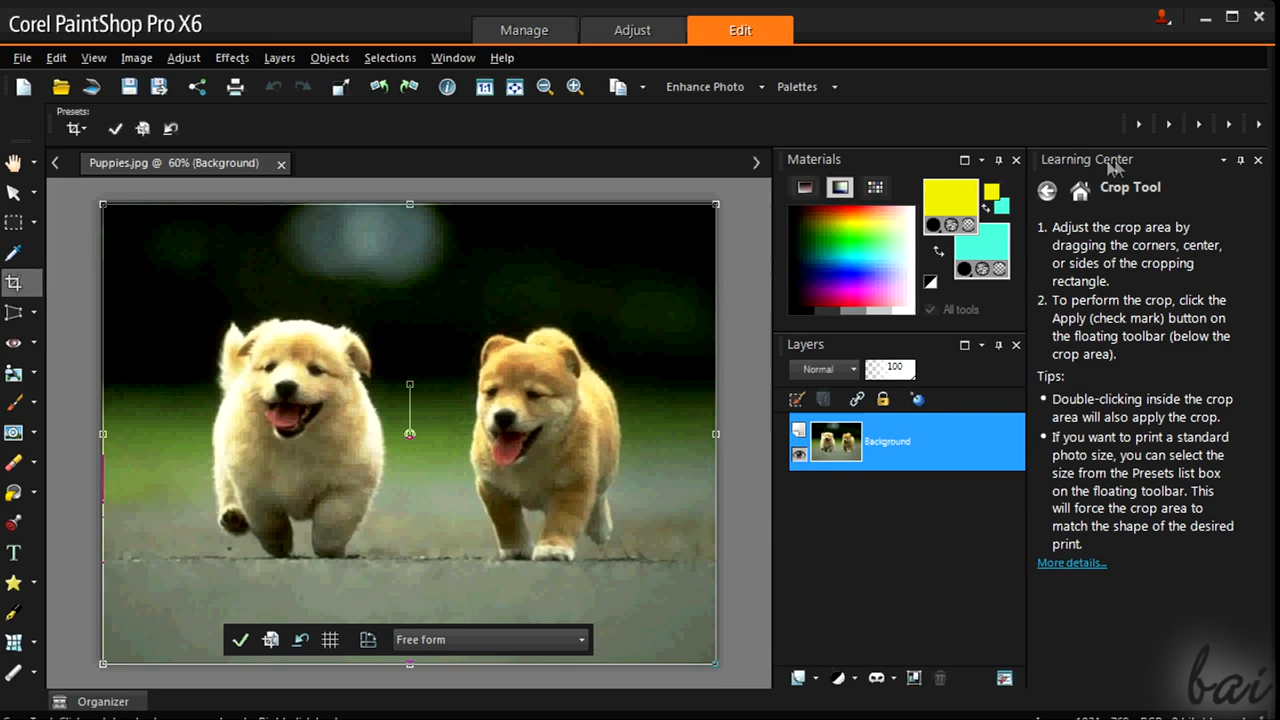 Corel PaintShop Pro X6
Manage
Adjust
Edit
File
Edit
View
Image
Adjust
Effects
Layers
Objects
Selections
Window
Help
1:1
Enhance Photo
Palettes
Presets:
Puppies.jpg @ 60% (Background)
Materials
All tools
Layers
Normal
100
Background
Learning Center
Crop Tool
1. Adjust the crop area by
dragging the corners, center,
or sides of the cropping
rectangle.
2. To perform the crop, click the
Apply (check mark) button on
the floating toolbar (below the
crop area).
Tips:
Double-clicking inside the crop
area will also apply the crop.
If you want to print a standard
photo size, you can select the
size from the Presets list box
on the floating toolbar. This
will force the crop area to
match the shape of the desired
print.
More details...
Free form
Organizer
bai